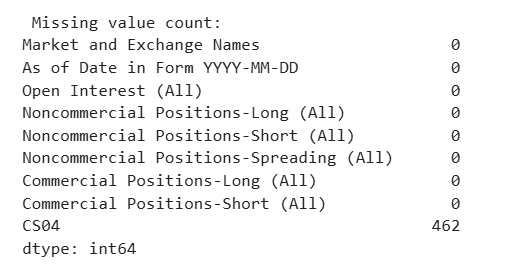 Missing value count:
Market and Exchange Names 0
As of Date in Form YYYY-MM-DD 0
Open Interest (All) 0
Noncommercial Positions-Long (All) 0
Noncommercial Positions-Short (All) 0
Noncommercial Positions-Spreading (All) 0
Commercial Positions-Long (All) 0
Commercial Positions-Short (All) 0
CS04 462
dtype: int64